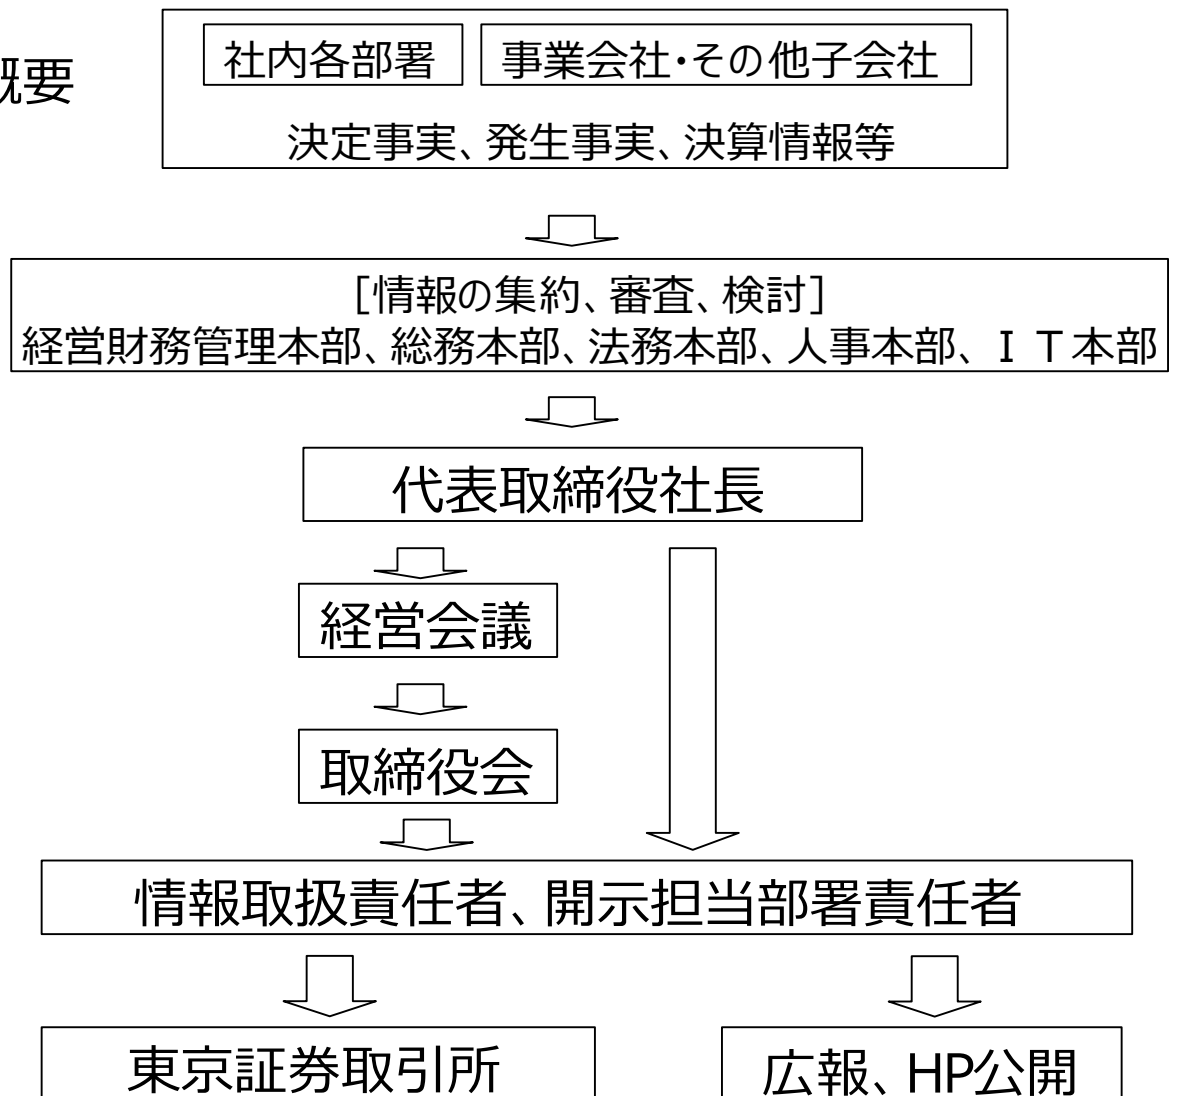 概要
社内各部署
事業会社・その他子会社
決定事実、発生事実、決算情報等
[情報の集約、審査、検討]
経営財務管理本部、総務本部、法務本部、人事本部、ＩＴ本部
代表取締役社長
経営会議
取締役会
情報取扱責任者、開示担当部署責任者
東京証券取引所
広報、HP公開